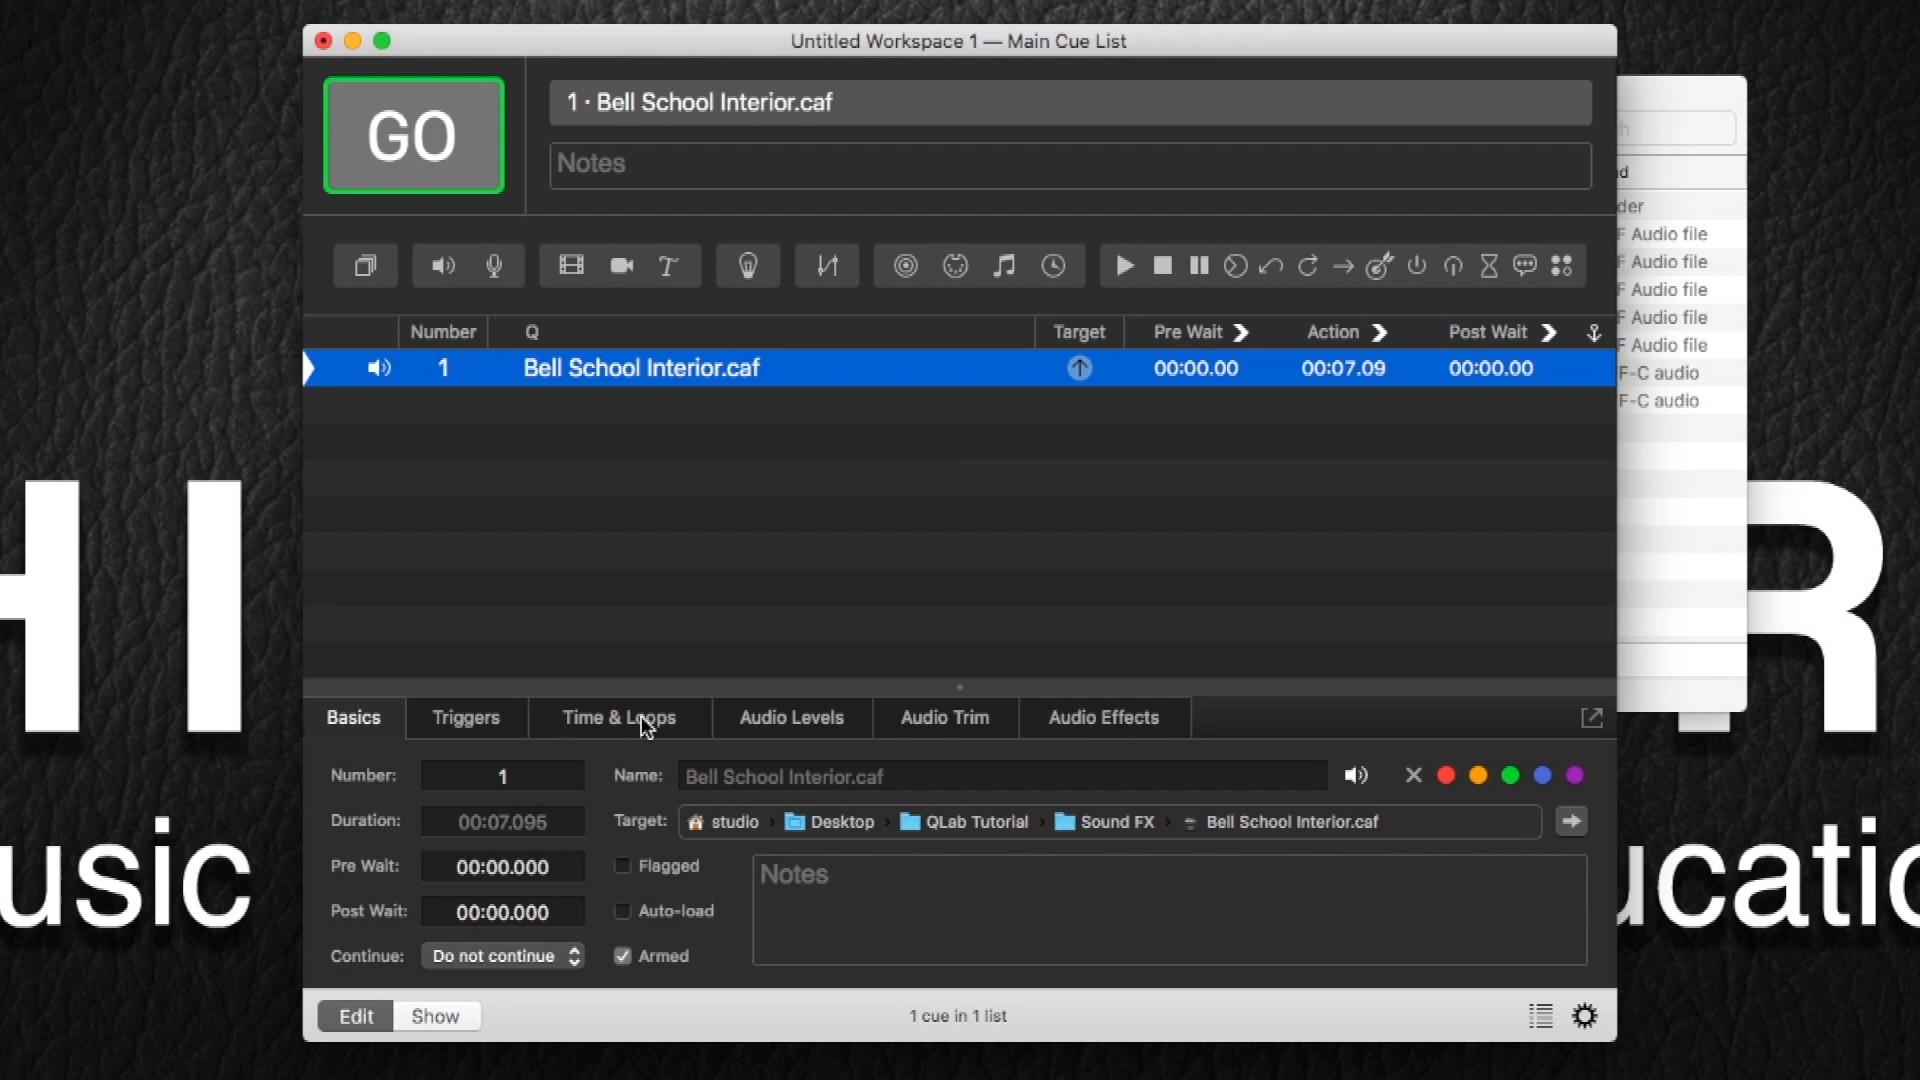 Untitled Workspace 1 — Main Cue List
GO
1 · Bell School Interior.caf
Notes
Number Q Target Pre Wait Action Post Wait
1 Bell School Interior.caf 00:00.00 00:07.09 00:00.00
F Audio file
F Audio file
F Audio file
F Audio file
F Audio file
F-C audio
F-C audio
Basics Triggers Time & Loops Audio Levels Audio Trim Audio Effects
Number: 1 Name: Bell School Interior.caf
Duration: 00:07.095 Target: studio Desktop QLab Tutorial Sound FX Bell School Interior.caf
Pre Wait: 00:00.000 Flagged Notes
Post Wait: 00:00.000 Auto-load
Continue: Do not continue Armed
Edit Show 1 cue in 1 list